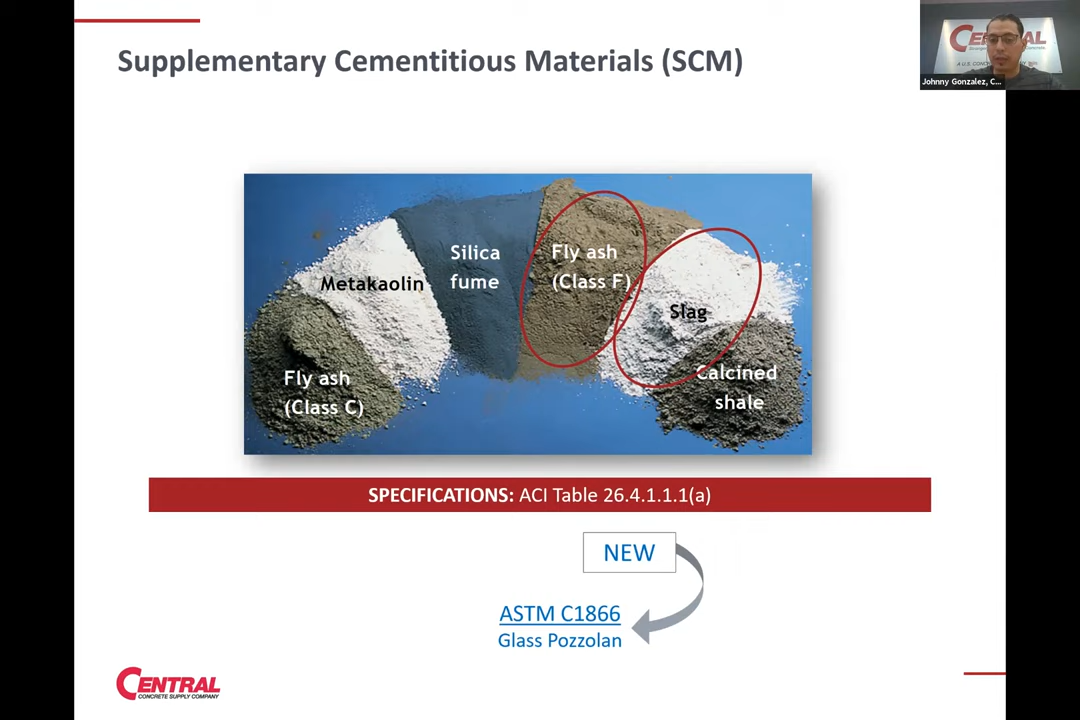 Supplementary Cementitious Materials (SCM)
CENTRAL
Johnny Gonzalez, C...
Silica
fume
Fly ash
(Class F)
Metakaolin
Slag
Fly ash
(Class C)
Calcined
shale
SPECIFICATIONS: ACI Table 26.4.1.1.1(a)
NEW
ASTM C1866
Glass Pozzolan
CENTRAL
CONCRETE SUPPLY COMPANY